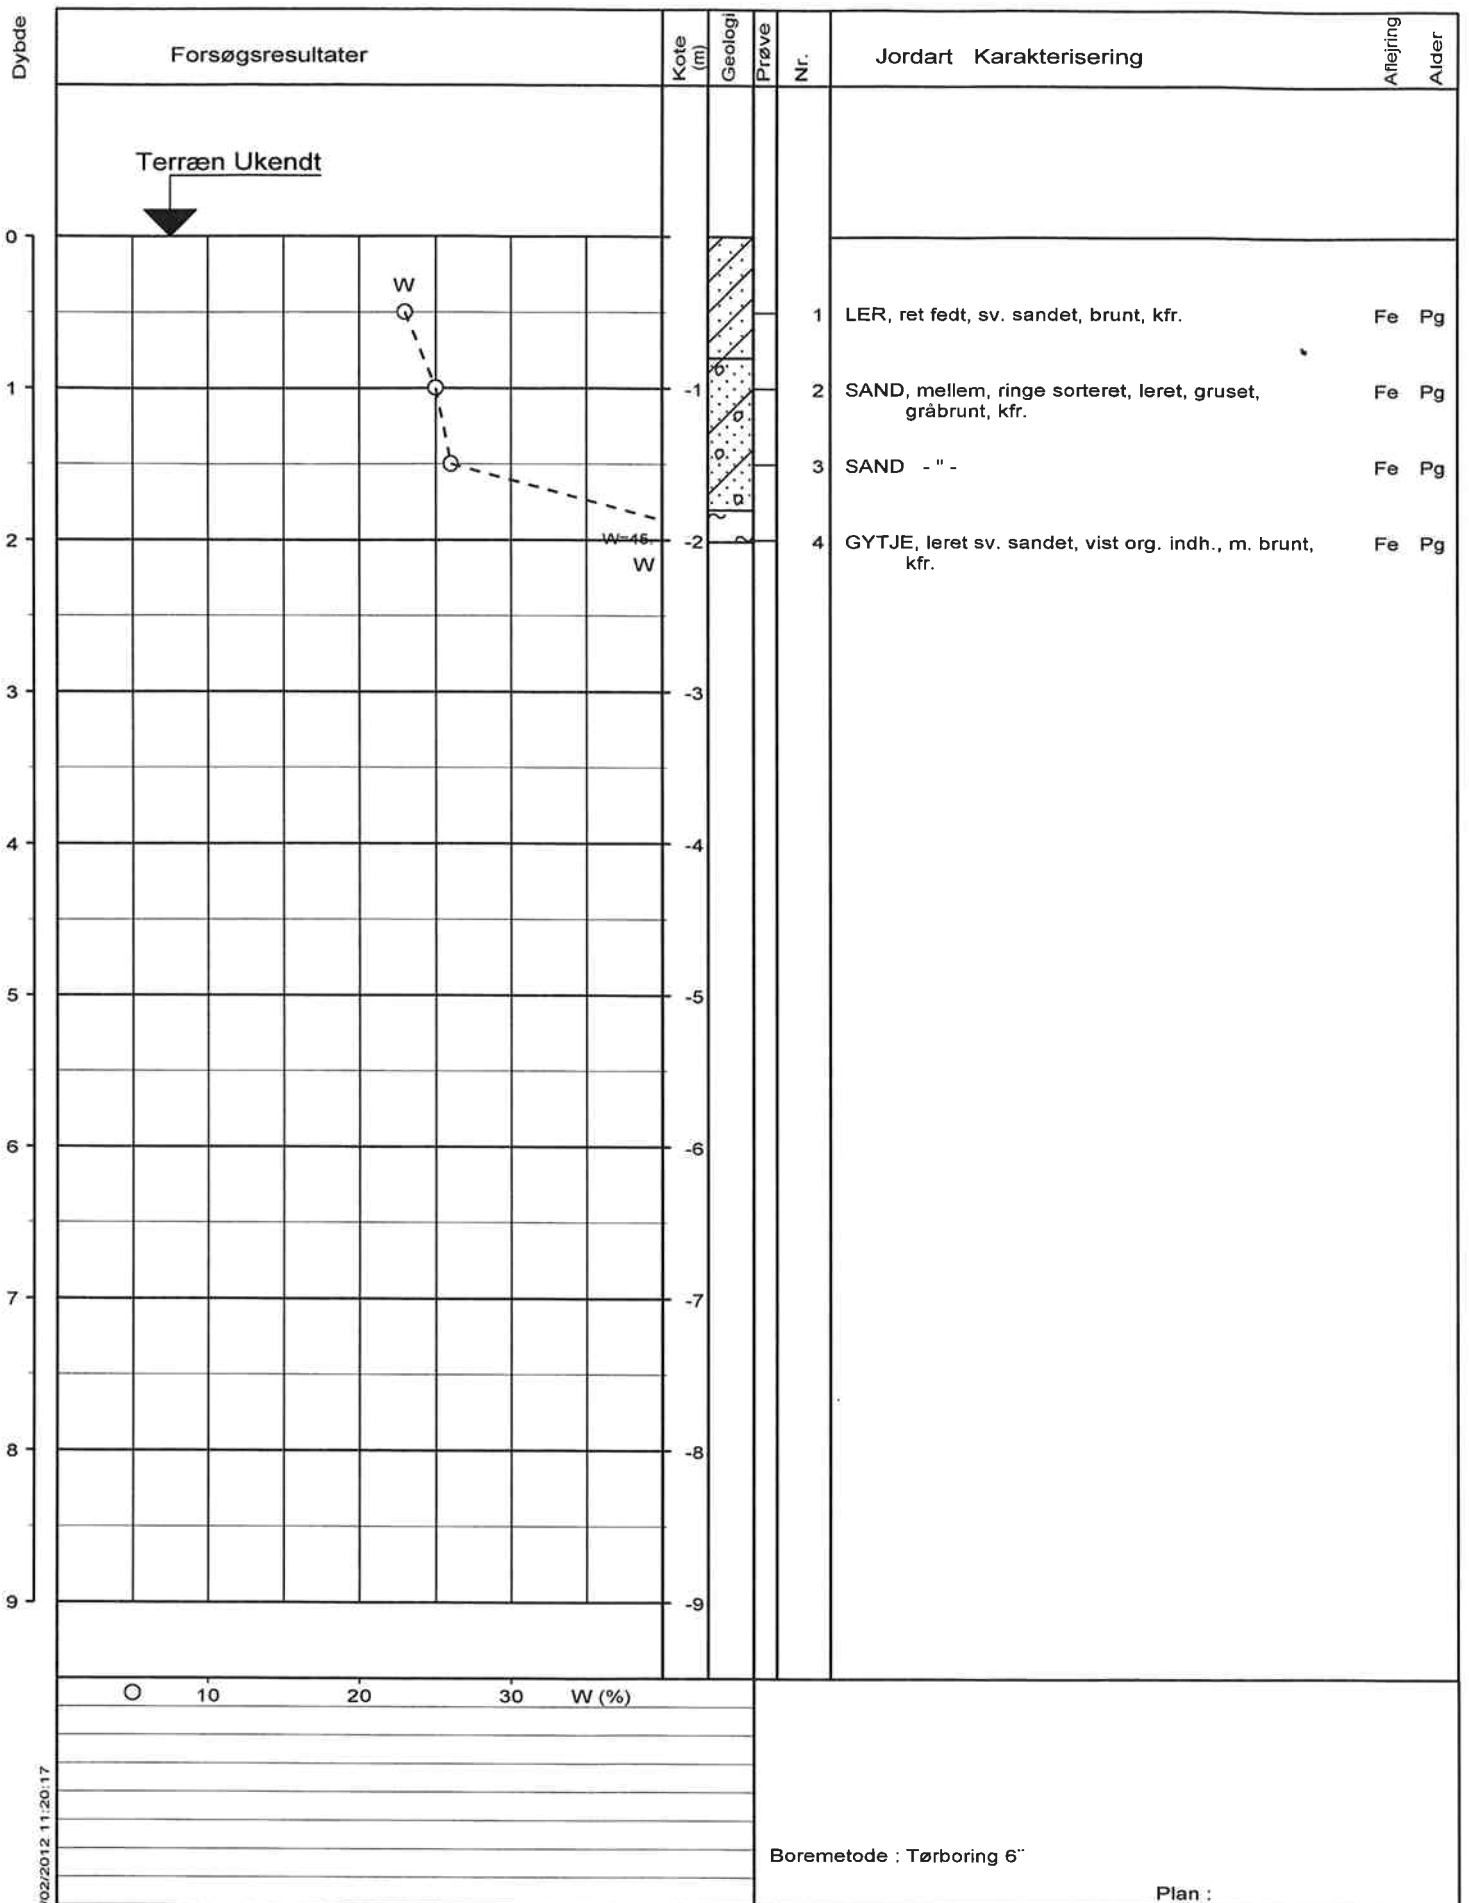 Dybde
Forsøgsresultater
Kote (m)
Geologi
Prøve
Nr.
Jordart Karakterisering
Aflejring
Alder
Terræn Ukendt
0
W
1 LER, ret fedt, sv. sandet, brunt, kfr. Fe Pg
1 -1 2 SAND, mellem, ringe sorteret, leret, gruset, Fe Pg
gråbrunt, kfr.
3 SAND - " - Fe Pg
2 W=46. -2 4 GYTJE, leret sv. sandet, vist org. indh., m. brunt, Fe Pg
W kfr.
3 -3
4 -4
5 -5
6 -6
7 -7
8 -8
9 -9
10 20 30 W (%)
/02/2012 11:20:17
Boremetode : Tørboring 6"
Plan :